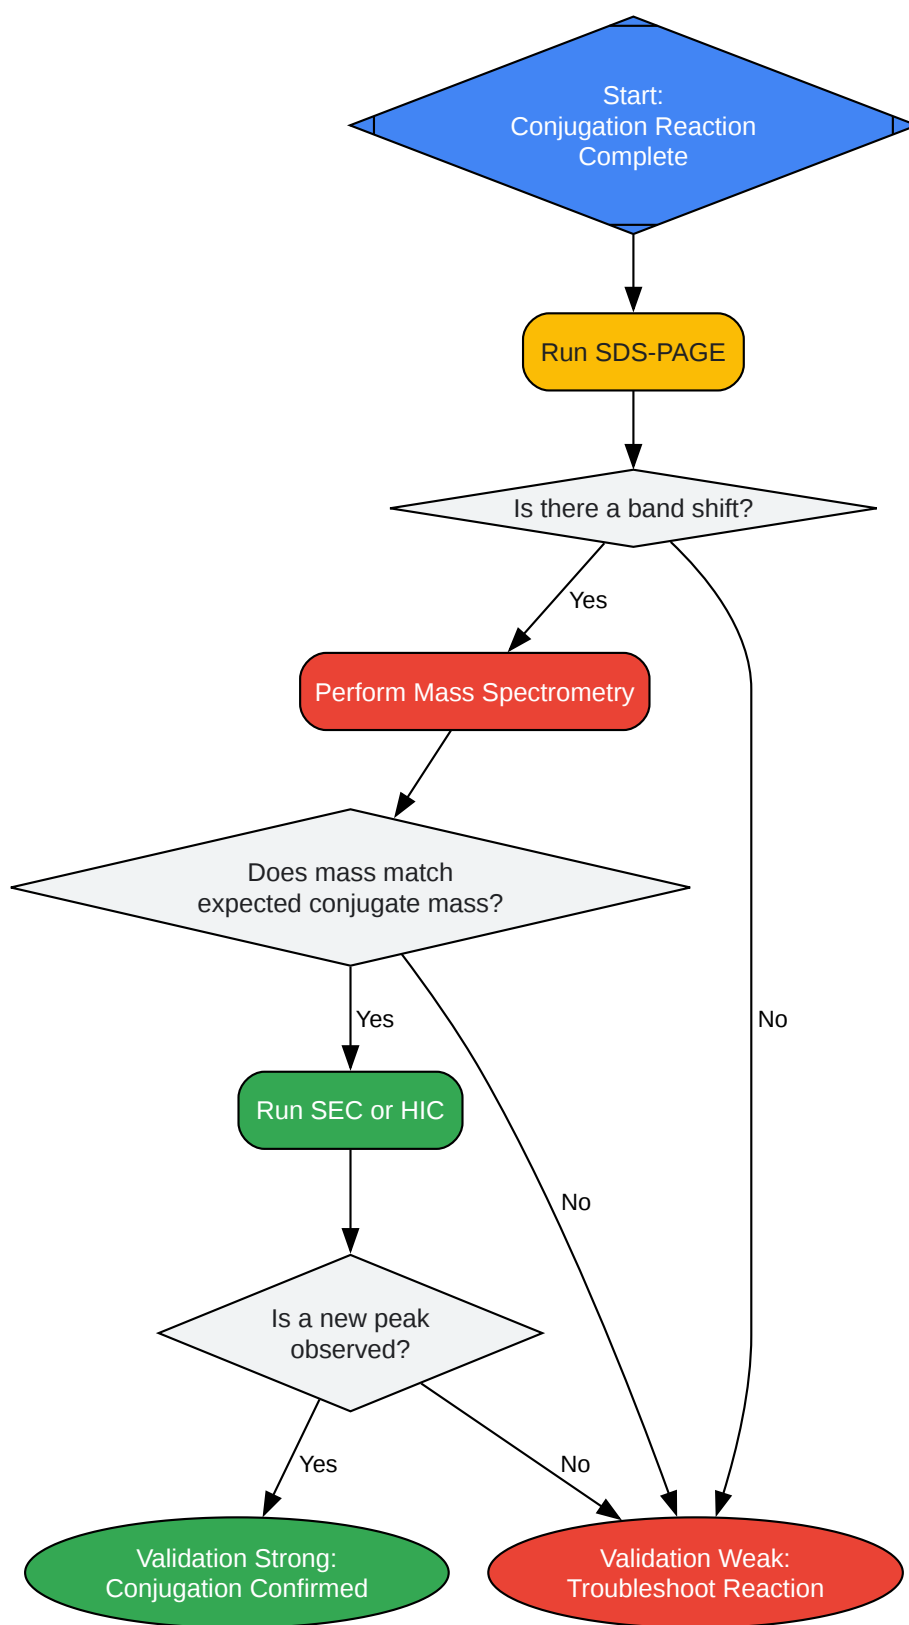 Start:
Conjugation Reaction
Complete
Run SDS-PAGE
Is there a band shift?
Yes
Perform Mass Spectrometry
Does mass match
expected conjugate mass?
Yes
No
Run SEC or HIC
No
Is a new peak
observed?
Yes
No
Validation Strong:
Conjugation Confirmed
Validation Weak:
Troubleshoot Reaction